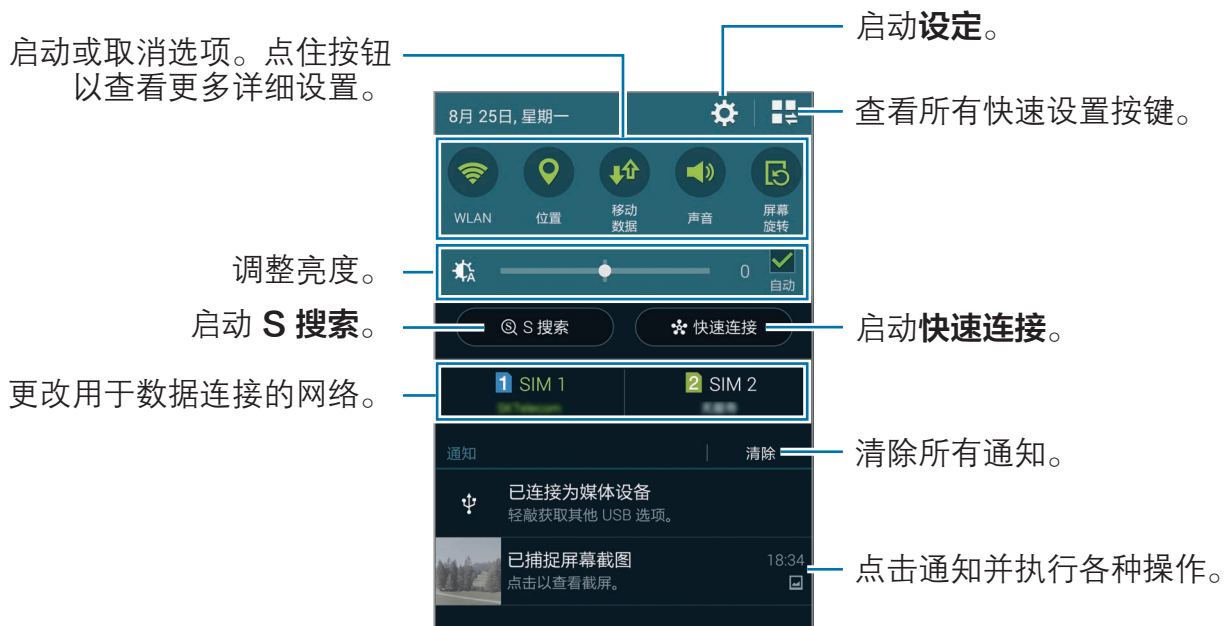 启动或取消选项。点住按钮
以查看更多详细设置。
启动设定。
查看所有快速设置按键。
8月 25日, 星期一
WLAN
位置
移动
数据
声音
屏幕
旋转
调整亮度。
0
自动
启动 S 搜索。
S 搜索
快速连接
启动快速连接。
更改用于数据连接的网络。
1 SIM 1
2 SIM 2
SKTelecom
通知
清除
清除所有通知。
已连接为媒体设备
轻敲获取其他 USB 选项。
已捕捉屏幕截图
18:34
点击以查看截屏。
点击通知并执行各种操作。